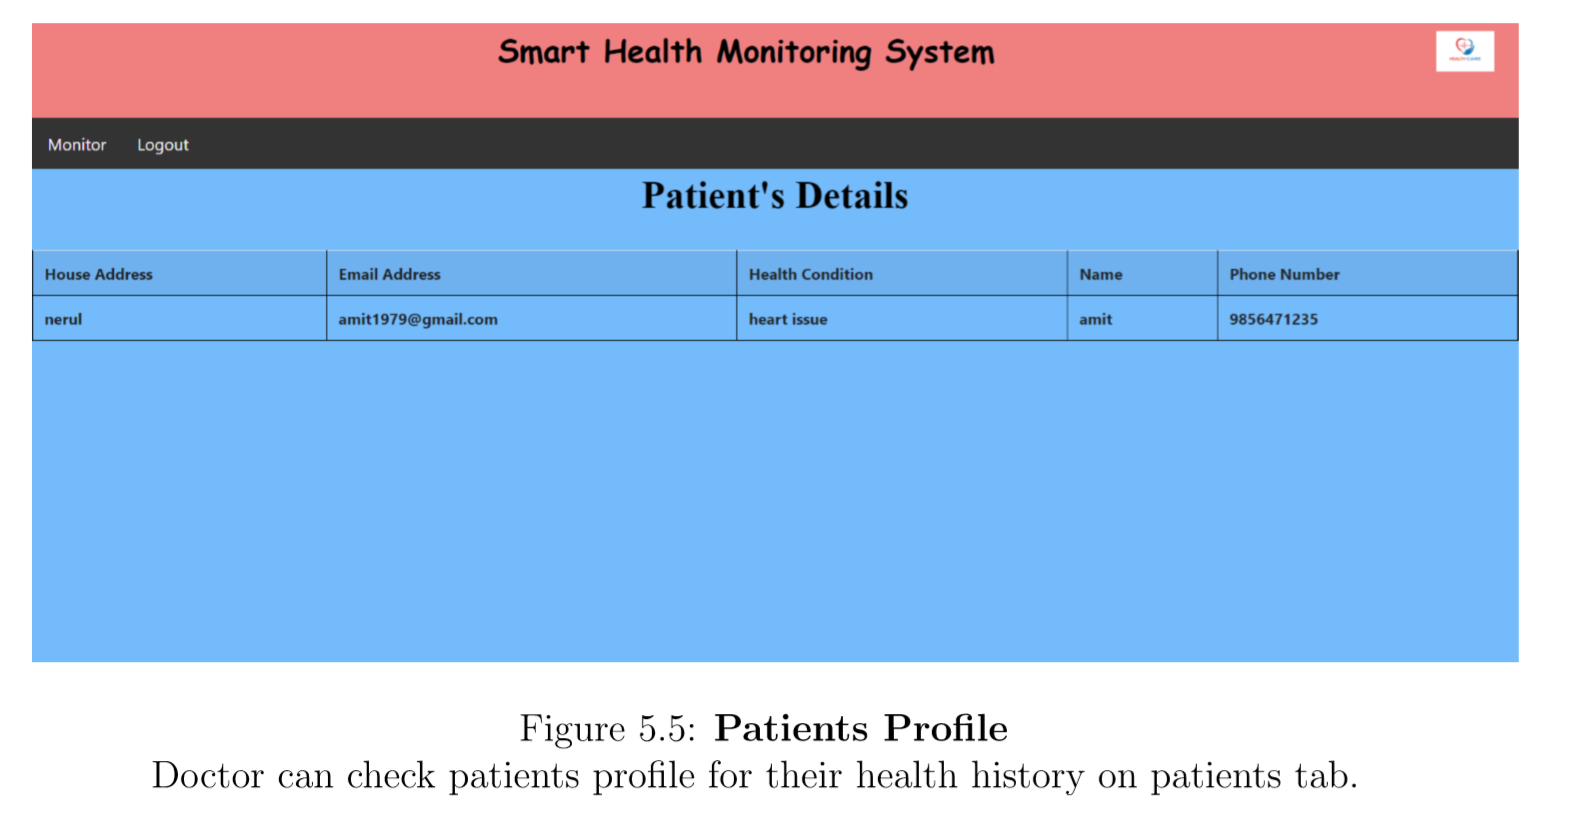 Smart Health Monitoring System
HEALTH CARE
Monitor Logout
Patient's Details
House Address Email Address Health Condition Name Phone Number
nerul amit1979@gmail.com heart issue amit 9856471235
Figure 5.5: Patients Profile
Doctor can check patients profile for their health history on patients tab.